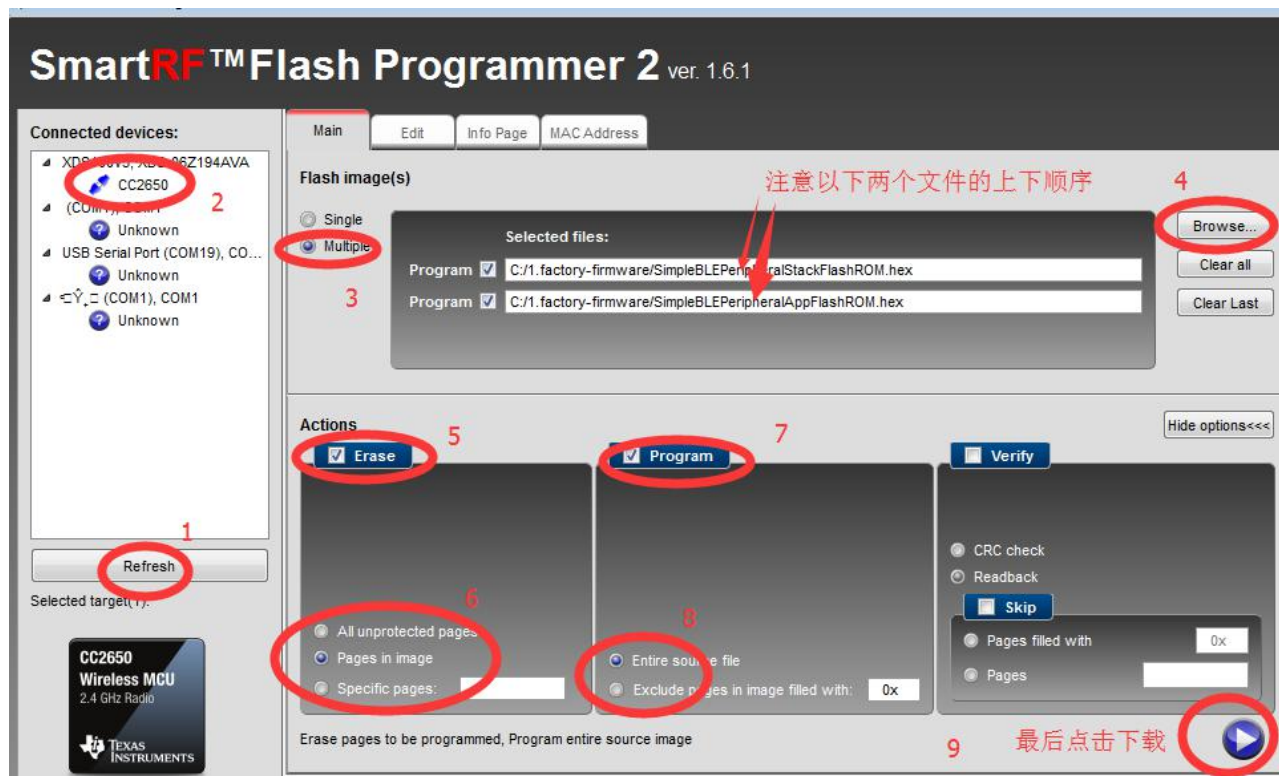 SmartRF™Flash Programmer 2 ver. 1.6.1
Connected devices:
CC2650
2
Unknown
USB Serial Port (COM19), CO...
Unknown
(COM1), COM1
Unknown
1
Refresh
Selected target(1):
CC2650
Wireless MCU
2.4 GHz Radio
TEXAS
INSTRUMENTS
Main Edit Info Page MAC Address
Flash image(s)
注意以下两个文件的上下顺序
4
Single
Multiple
3
Selected files:
Program C:/1.factory-firmware/SimpleBLEPeripheralStackFlashROM.hex
Program C:/1.factory-firmware/SimpleBLEPeripheralAppFlashROM.hex
Browse...
Clear all
Clear Last
Actions
Hide options<<<
5
Erase
6
All unprotected pages
Pages in image
Specific pages:
7
Program
8
Entire source file
Exclude pages in image filled with: 0x
Verify
CRC check
Readback
Skip
Pages filled with 0x
Pages
Erase pages to be programmed, Program entire source image
9 最后点击下载